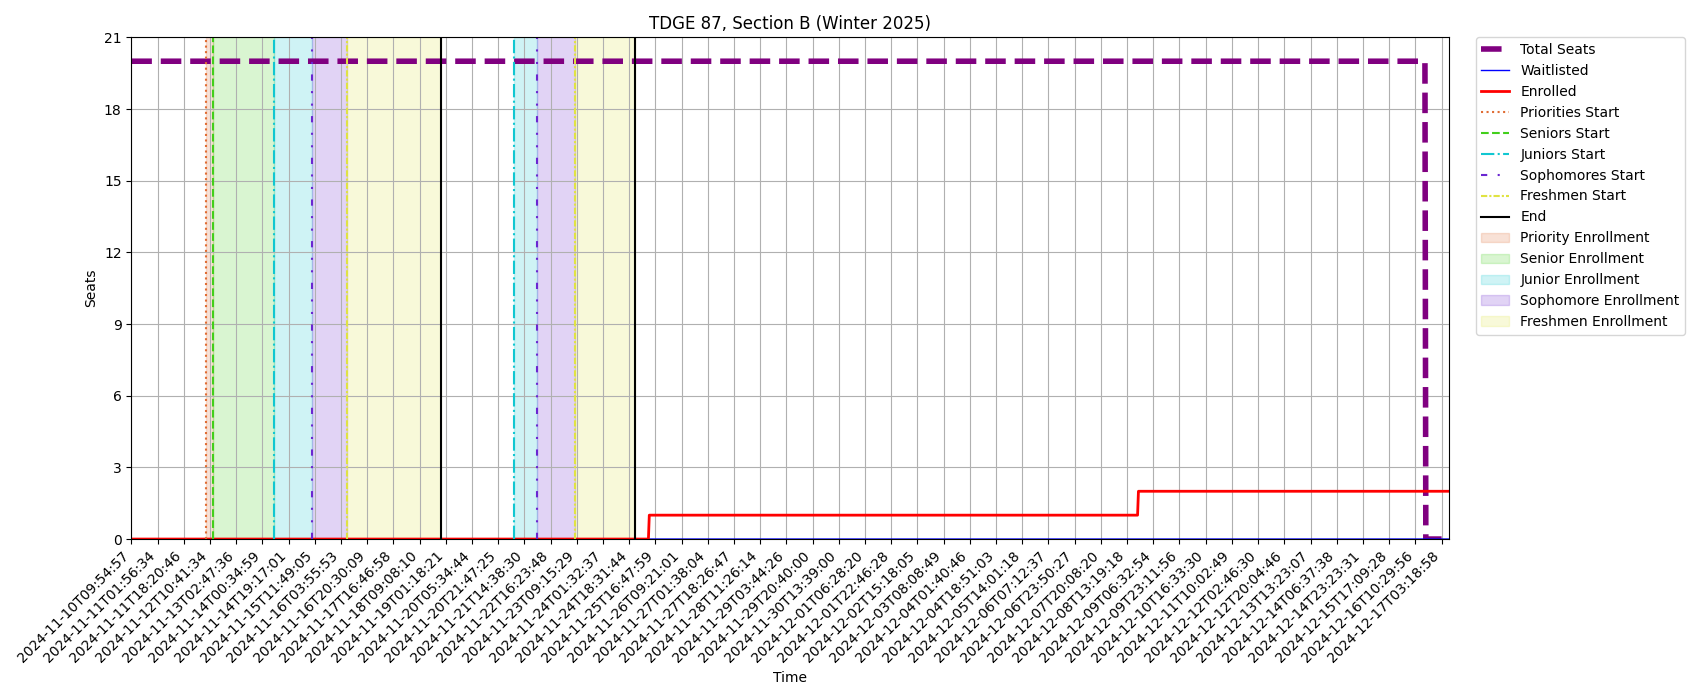 TDGE 87, Section B (Winter 2025)
21
18
15
12
9
6
3
0
Seats
2024-11-10T09:54:57
2024-11-11T01:56:34
2024-11-11T18:20:46
2024-11-12T10:41:34
2024-11-13T02:47:36
2024-11-14T00:34:59
2024-11-14T19:17:01
2024-11-15T11:49:05
2024-11-16T03:55:53
2024-11-16T20:30:09
2024-11-17T16:46:58
2024-11-18T09:08:10
2024-11-19T01:18:21
2024-11-20T05:34:44
2024-11-20T21:47:25
2024-11-21T14:38:30
2024-11-22T16:23:48
2024-11-23T09:15:29
2024-11-24T01:32:37
2024-11-24T18:31:44
2024-11-25T16:47:59
2024-11-26T09:21:01
2024-11-27T01:38:04
2024-11-27T18:26:47
2024-11-28T11:26:14
2024-11-29T03:44:26
2024-11-29T20:40:00
2024-11-30T13:39:00
2024-12-01T06:28:20
2024-12-01T22:46:28
2024-12-02T15:18:05
2024-12-03T08:08:49
2024-12-04T01:40:46
2024-12-04T18:51:03
2024-12-05T14:01:18
2024-12-06T07:12:37
2024-12-06T23:50:27
2024-12-07T20:08:20
2024-12-08T13:19:18
2024-12-09T06:32:54
2024-12-09T23:11:56
2024-12-10T16:33:30
2024-12-11T10:02:49
2024-12-12T02:46:30
2024-12-12T20:04:46
2024-12-13T13:23:07
2024-12-14T06:37:38
2024-12-14T23:23:31
2024-12-15T17:09:28
2024-12-16T10:29:56
2024-12-17T03:18:58
Time
Total Seats
Waitlisted
Enrolled
Priorities Start
Seniors Start
Juniors Start
Sophomores Start
Freshmen Start
End
Priority Enrollment
Senior Enrollment
Junior Enrollment
Sophomore Enrollment
Freshmen Enrollment